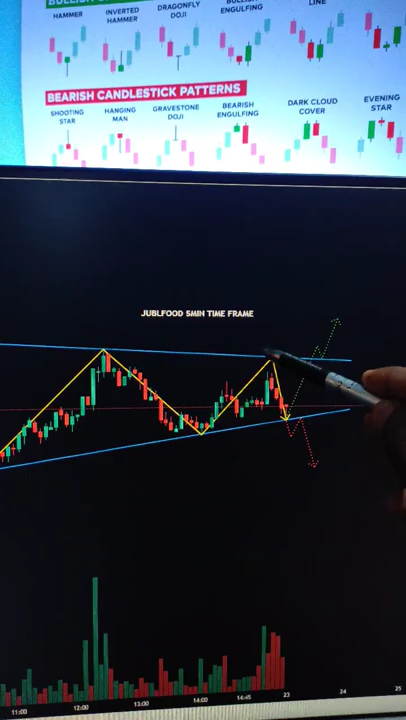 HAMMER
INVERTED
HAMMER
DRAGONFLY
DOJI
ENGULFING
LINE
BEARISH CANDLESTICK PATTERNS
SHOOTING
STAR
HANGING
MAN
GRAVESTONE
DOJI
BEARISH
ENGULFING
DARK CLOUD
COVER
EVENING
STAR
JUBLFOOD 5MIN TIME FRAME
11:00 12:00 13:00 14:00 14:45 23 24 25